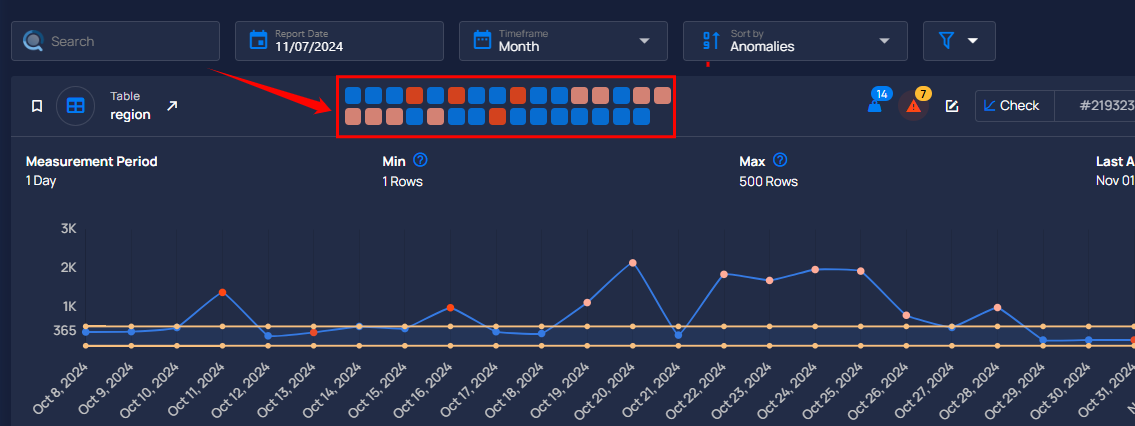 Search
Report Date
11/07/2024
Timeframe
Month
Sort by
Anomalies
Table
region
14
7
Check
#219323
Measurement Period
1 Day
Min
1 Rows
Max
500 Rows
Last A
Nov 01
3K
2K
1K
365
Oct 8, 2024
Oct 9, 2024
Oct 10, 2024
Oct 11, 2024
Oct 12, 2024
Oct 13, 2024
Oct 14, 2024
Oct 15, 2024
Oct 16, 2024
Oct 17, 2024
Oct 18, 2024
Oct 19, 2024
Oct 20, 2024
Oct 21, 2024
Oct 22, 2024
Oct 23, 2024
Oct 24, 2024
Oct 25, 2024
Oct 26, 2024
Oct 27, 2024
Oct 28, 2024
Oct 29, 2024
Oct 30, 2024
Oct 31, 2024